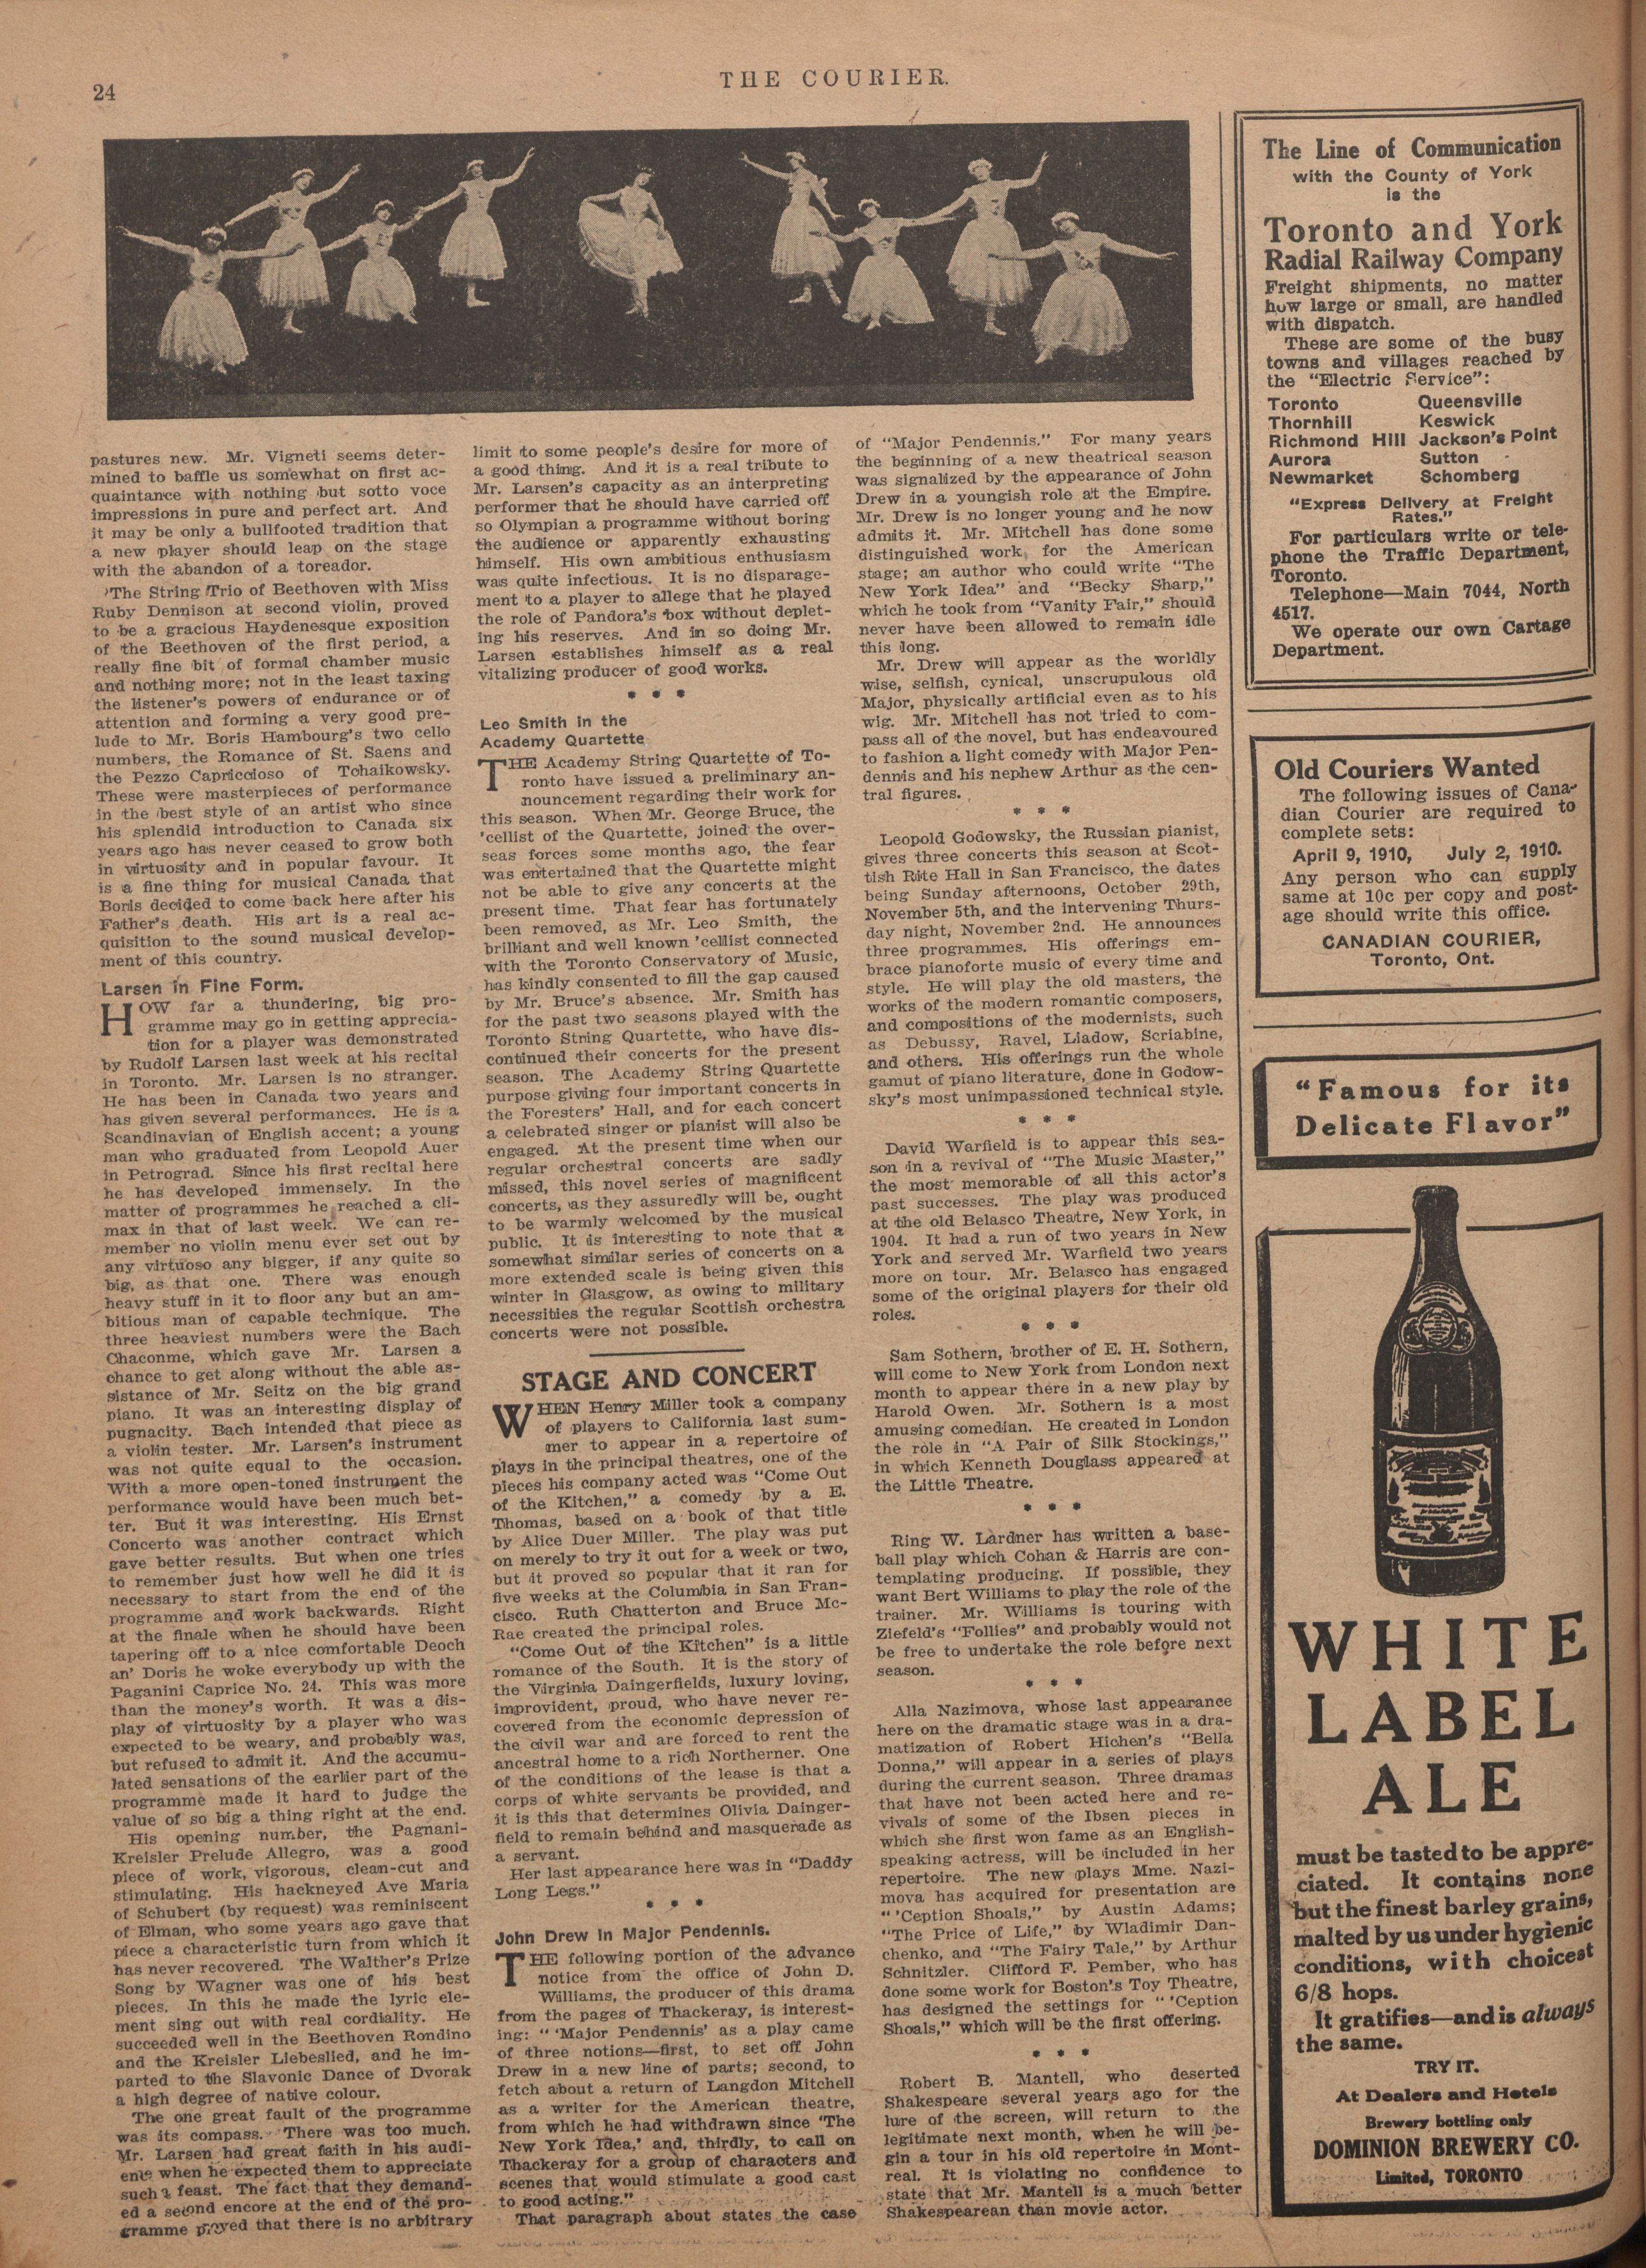 24
THE COURIER.
pastures new. Mr. Vigneti seems deter-
mined to baffle us somewhat on first ac-
quaintance with nothing but sotto voce
impressions in pure and perfect art. And
it may be only a bullfooted tradition that
a new player should leap on the stage
with the abandon of a toreador.
The String Trio of Beethoven with Miss
Ruby Dennison at second violin, proved
to be a gracious Haydenesque exposition
of the Beethoven of the first period, a
really fine bit of formal chamber music
and nothing more; not in the least taxing
the listener's powers of endurance or of
attention and forming a very good pre-
lude to Mr. Boris Hambourg's two cello
numbers, the Romance of St. Saens and
the Pezzo Capriccioso of Tchaikowsky.
These were masterpieces of performance
in the best style of an artist who since
his splendid introduction to Canada six
years ago has never ceased to grow both
in virtuosity and in popular favour. It
is a fine thing for musical Canada that
Boris decided to come back here after his
Father's death. His art is a real ac-
quisition to the sound musical develop-
ment of this country.
Larsen in Fine Form.
HOW far a thundering, big pro-
gramme may go in getting apprecia-
tion for a player was demonstrated
by Rudolf Larsen last week at his recital
in Toronto. Mr. Larsen is no stranger.
He has been in Canada two years and
has given several performances. He is a
Scandinavian of English accent; a young
man who graduated from Leopold Auer
in Petrograd. Since his first recital here
he has developed immensely. In the
matter of programmes he reached a cli-
max in that of last week. We can re-
member no violin menu ever set out by
any virtuoso any bigger, if any quite so
big, as that one. There was enough
heavy stuff in it to floor any but an am-
bitious man of capable technique. The
three heaviest numbers were the Bach
Chaconme, which gave Mr. Larsen a
chance to get along without the able as-
sistance of Mr. Seitz on the big grand
piano. It was an interesting display of
pugnacity. Bach intended that piece as
a violin tester. Mr. Larsen's instrument
was not quite equal to the occasion.
With a more open-toned instrument the
performance would have been much bet-
ter. But it was interesting. His Ernst
Concerto was another contract which
gave better results. But when one tries
to remember just how well he did it is
necessary to start from the end of the
programme and work backwards. Right
at the finale when he should have been
tapering off to a nice comfortable Deoch
an' Doris he woke everybody up with the
Paganini Caprice No. 24. This was more
than the money's worth. It was a dis-
play of virtuosity by a player who was
expected to be weary, and probably was,
but refused to admit it. And the accumu-
lated sensations of the earlier part of the
programme made it hard to judge the
value of so big a thing right at the end.
His opening number, the Pagnani-
Kreisler Prelude Allegro, was a good
piece of work, vigorous, clean-cut and
stimulating. His hackneyed Ave Maria
of Schubert (by request) was reminiscent
of Elman, who some years ago gave that
piece a characteristic turn from which it
has never recovered. The Walther's Prize
Song by Wagner was one of his best
pieces. In this he made the lyric ele-
ment sing out with real cordiality. He
succeeded well in the Beethoven Rondino
and the Kreisler Liebeslied, and he im-
parted to the Slavonic Dance of Dvorak
a high degree of native colour.
The one great fault of the programme
was its compass. There was too much.
Mr. Larsen had great faith in his audi-
ence when he expected them to appreciate
such a feast. The fact that they demand-
ed a second encore at the end of the pro-
gramme proved that there is no arbitrary
limit to some people's desire for more of
a good thing. And it is a real tribute to
Mr. Larsen's capacity as an interpreting
performer that he should have carried off
so Olympian a programme without boring
the audience or apparently exhausting
himself. His own ambitious enthusiasm
was quite infectious. It is no disparage-
ment to a player to allege that he played
the role of Pandora's box without deplet-
ing his reserves. And in so doing Mr.
Larsen establishes himself as a real
vitalizing producer of good works.
* * *
Leo Smith in the
Academy Quartette
THE Academy String Quartette of To-
ronto have issued a preliminary an-
nouncement regarding their work for
this season. When Mr. George Bruce, the
'cellist of the Quartette, joined the over-
seas forces some months ago, the fear
was entertained that the Quartette might
not be able to give any concerts at the
present time. That fear has fortunately
been removed, as Mr. Leo Smith, the
brilliant and well known 'cellist connected
with the Toronto Conservatory of Music,
has kindly consented to fill the gap caused
by Mr. Bruce's absence. Mr. Smith has
for the past two seasons played with the
Toronto String Quartette, who have dis-
continued their concerts for the present
season. The Academy String Quartette
purpose giving four important concerts in
the Foresters' Hall, and for each concert
a celebrated singer or pianist will also be
engaged. At the present time when our
regular orchestral concerts are sadly
missed, this novel series of magnificent
concerts, as they assuredly will be, ought
to be warmly welcomed by the musical
public. It is interesting to note that a
somewhat similar series of concerts on a
more extended scale is being given this
winter in Glasgow, as owing to military
necessities the regular Scottish orchestra
concerts were not possible.
STAGE AND CONCERT
WHEN Henry Miller took a company
of players to California last sum-
mer to appear in a repertoire of
plays in the principal theatres, one of the
pieces his company acted was "Come Out
of the Kitchen," a comedy by a E.
Thomas, based on a book of that title
by Alice Duer Miller. The play was put
on merely to try it out for a week or two,
but it proved so popular that it ran for
five weeks at the Columbia in San Fran-
cisco. Ruth Chatterton and Bruce Mc-
Rae created the principal roles.
"Come Out of the Kitchen" is a little
romance of the South. It is the story of
the Virginia Daingerfields, luxury loving,
improvident, proud, who have never re-
covered from the economic depression of
the civil war and are forced to rent the
ancestral home to a rich Northerner. One
of the conditions of the lease is that a
corps of white servants be provided, and
it is this that determines Olivia Dainger-
field to remain behind and masquerade as
a servant.
Her last appearance here was in "Daddy
Long Legs."
* * *
John Drew in Major Pendennis.
THE following portion of the advance
notice from the office of John D.
Williams, the producer of this drama
from the pages of Thackeray, is interest-
ing: "'Major Pendennis' as a play came
of three notions—first, to set off John
Drew in a new line of parts; second, to
fetch about a return of Langdon Mitchell
as a writer for the American theatre,
from which he had withdrawn since 'The
New York Idea,' and, thirdly, to call on
Thackeray for a group of characters and
scenes that would stimulate a good cast
to good acting."
That paragraph about states the case
of "Major Pendennis." For many years
the beginning of a new theatrical season
was signalized by the appearance of John
Drew in a youngish role at the Empire.
Mr. Drew is no longer young and he now
admits it. Mr. Mitchell has done some
distinguished work for the American
stage; an author who could write "The
New York Idea" and "Becky Sharp,"
which he took from "Vanity Fair," should
never have been allowed to remain idle
this long.
Mr. Drew will appear as the worldly
wise, selfish, cynical, unscrupulous old
Major, physically artificial even as to his
wig. Mr. Mitchell has not tried to com-
pass all of the novel, but has endeavoured
to fashion a light comedy with Major Pen-
dennis and his nephew Arthur as the cen-
tral figures.
* * *
Leopold Godowsky, the Russian pianist,
gives three concerts this season at Scot-
tish Rite Hall in San Francisco, the dates
being Sunday afternoons, October 29th,
November 5th, and the intervening Thurs-
day night, November 2nd. He announces
three programmes. His offerings em-
brace pianoforte music of every time and
style. He will play the old masters, the
works of the modern romantic composers,
and compositions of the modernists, such
as Debussy, Ravel, Liadow, Scriabine,
and others. His offerings run the whole
gamut of piano literature, done in Godow-
sky's most unimpassioned technical style.
* * *
David Warfield is to appear this sea-
son in a revival of "The Music Master,"
the most memorable of all this actor's
past successes. The play was produced
at the old Belasco Theatre, New York, in
1904. It had a run of two years in New
York and served Mr. Warfield two years
more on tour. Mr. Belasco has engaged
some of the original players for their old
roles.
* * *
Sam Sothern, brother of E. H. Sothern,
will come to New York from London next
month to appear there in a new play by
Harold Owen. Mr. Sothern is a most
amusing comedian. He created in London
the role in "A Pair of Silk Stockings,"
in which Kenneth Douglass appeared at
the Little Theatre.
* * *
Ring W. Lardner has written a base-
ball play which Cohan & Harris are con-
templating producing. If possible, they
want Bert Williams to play the role of the
trainer. Mr. Williams is touring with
Ziefeld's "Follies" and probably would not
be free to undertake the role before next
season.
* * *
Alla Nazimova, whose last appearance
here on the dramatic stage was in a dra-
matization of Robert Hichen's "Bella
Donna," will appear in a series of plays
during the current season. Three dramas
that have not been acted here and re-
vivals of some of the Ibsen pieces in
which she first won fame as an English-
speaking actress, will be included in her
repertoire. The new plays Mme. Nazi-
mova has acquired for presentation are
"'Ception Shoals," by Austin Adams;
"The Price of Life," by Wladimir Dan-
chenko, and "The Fairy Tale," by Arthur
Schnitzler. Clifford F. Pember, who has
done some work for Boston's Toy Theatre,
has designed the settings for "'Ception
Shoals," which will be the first offering.
* * *
Robert B. Mantell, who deserted
Shakespeare several years ago for the
lure of the screen, will return to the
legitimate next month, when he will be-
gin a tour in his old repertoire in Mont-
real. It is violating no confidence to
state that Mr. Mantell is a much better
Shakespearean than movie actor.
The Line of Communication
with the County of York
is the
Toronto and York
Radial Railway Company
Freight shipments, no matter
how large or small, are handled
with dispatch.
These are some of the busy
towns and villages reached by
the "Electric Service":
Toronto Queensville
Thornhill Keswick
Richmond Hill Jackson's Point
Aurora Sutton
Newmarket Schomberg
"Express Delivery at Freight
Rates."
For particulars write or tele-
phone the Traffic Department,
Toronto.
Telephone—Main 7044, North
4517.
We operate our own Cartage
Department.
Old Couriers Wanted
The following issues of Cana-
dian Courier are required to
complete sets:
April 9, 1910, July 2, 1910.
Any person who can supply
same at 10c per copy and post-
age should write this office.
CANADIAN COURIER,
Toronto, Ont.
"Famous for its
Delicate Flavor"
WHITE
LABEL
ALE
must be tasted to be appre-
ciated. It contains none
but the finest barley grains,
malted by us under hygienic
conditions, with choicest
6/8 hops.
It gratifies—and is always
the same.
TRY IT.
At Dealers and Hotels
Brewery bottling only
DOMINION BREWERY CO.
Limited, TORONTO